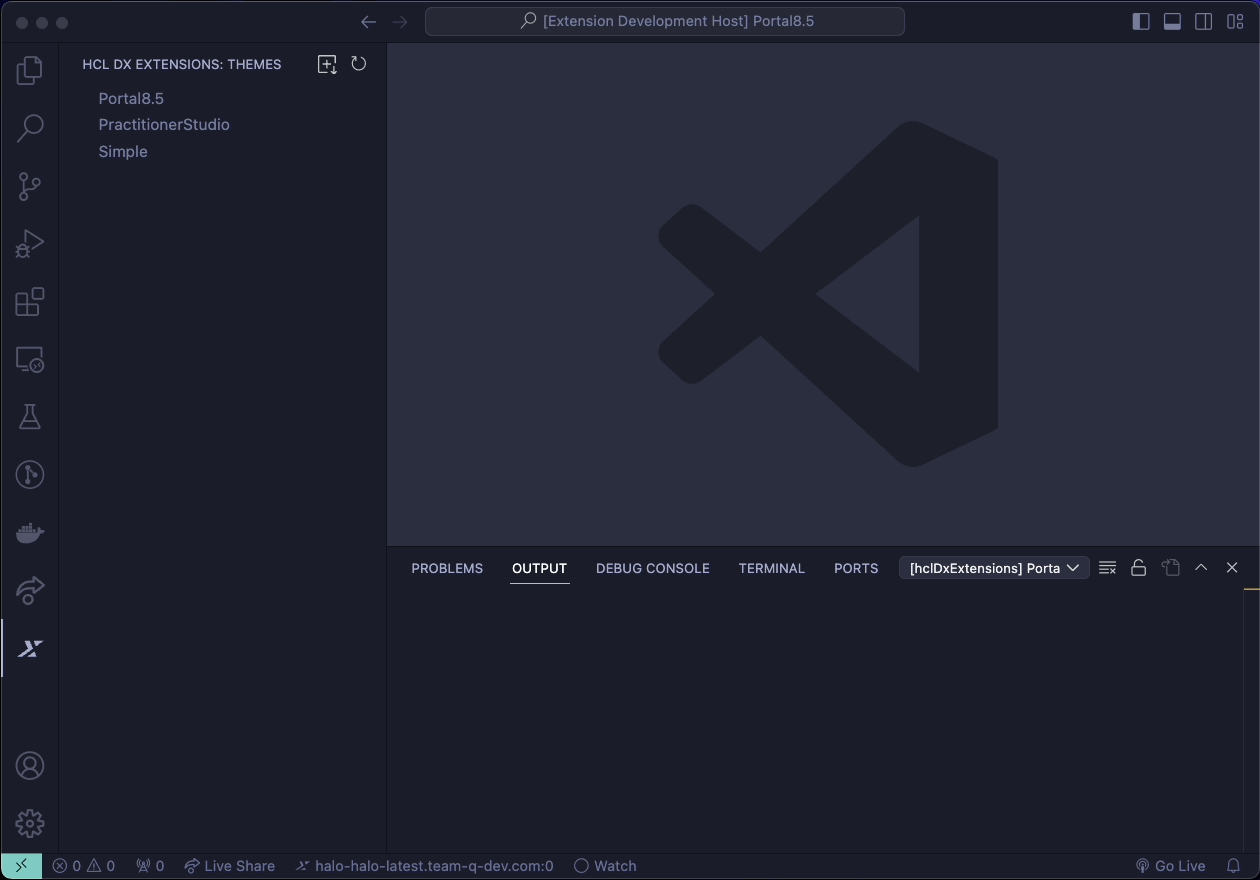 [Extension Development Host] Portal8.5
HCL DX EXTENSIONS: THEMES
Portal8.5
PractitionerStudio
Simple
PROBLEMS OUTPUT DEBUG CONSOLE TERMINAL PORTS [hclDxExtensions] Porta
0 0 0 Live Share halo-halo-latest.team-q-dev.com:0 Watch Go Live